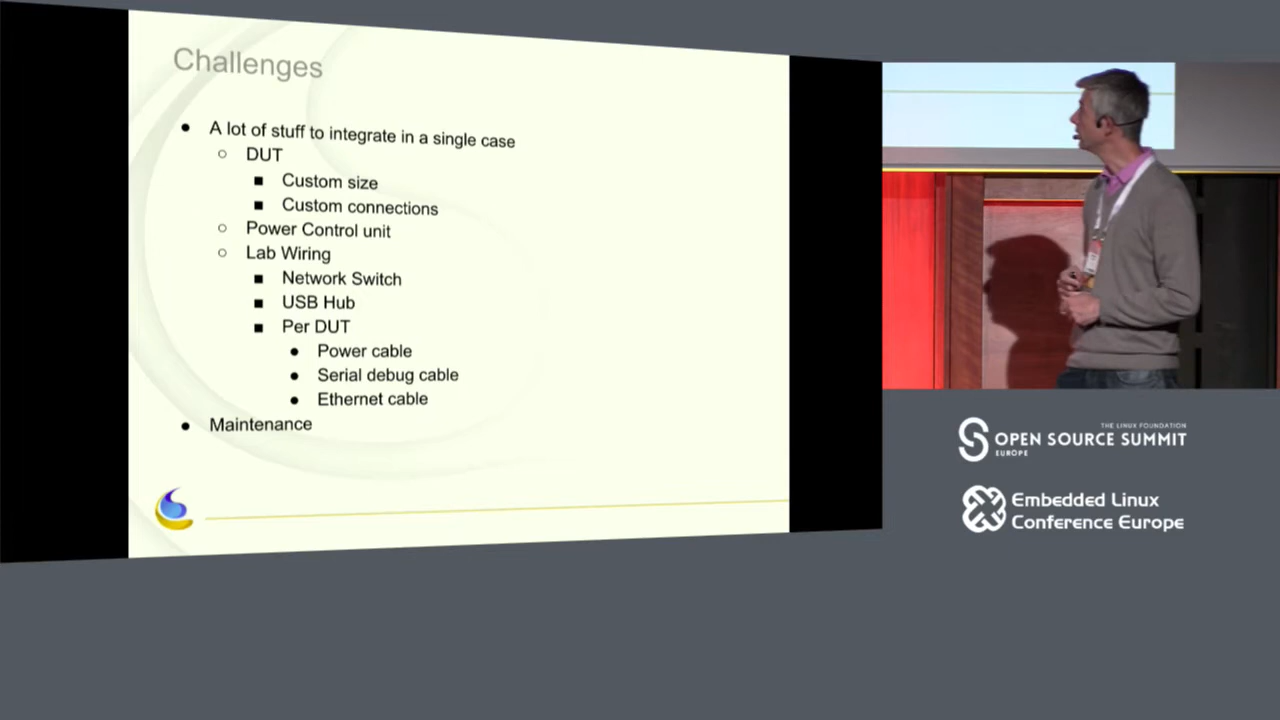 Challenges
● A lot of stuff to integrate in a single case
○ DUT
■ Custom size
■ Custom connections
○ Power Control unit
○ Lab Wiring
■ Network Switch
■ USB Hub
■ Per DUT
● Power cable
● Serial debug cable
● Ethernet cable
● Maintenance
THE LINUX FOUNDATION
OPEN SOURCE SUMMIT
EUROPE
Embedded Linux
Conference Europe